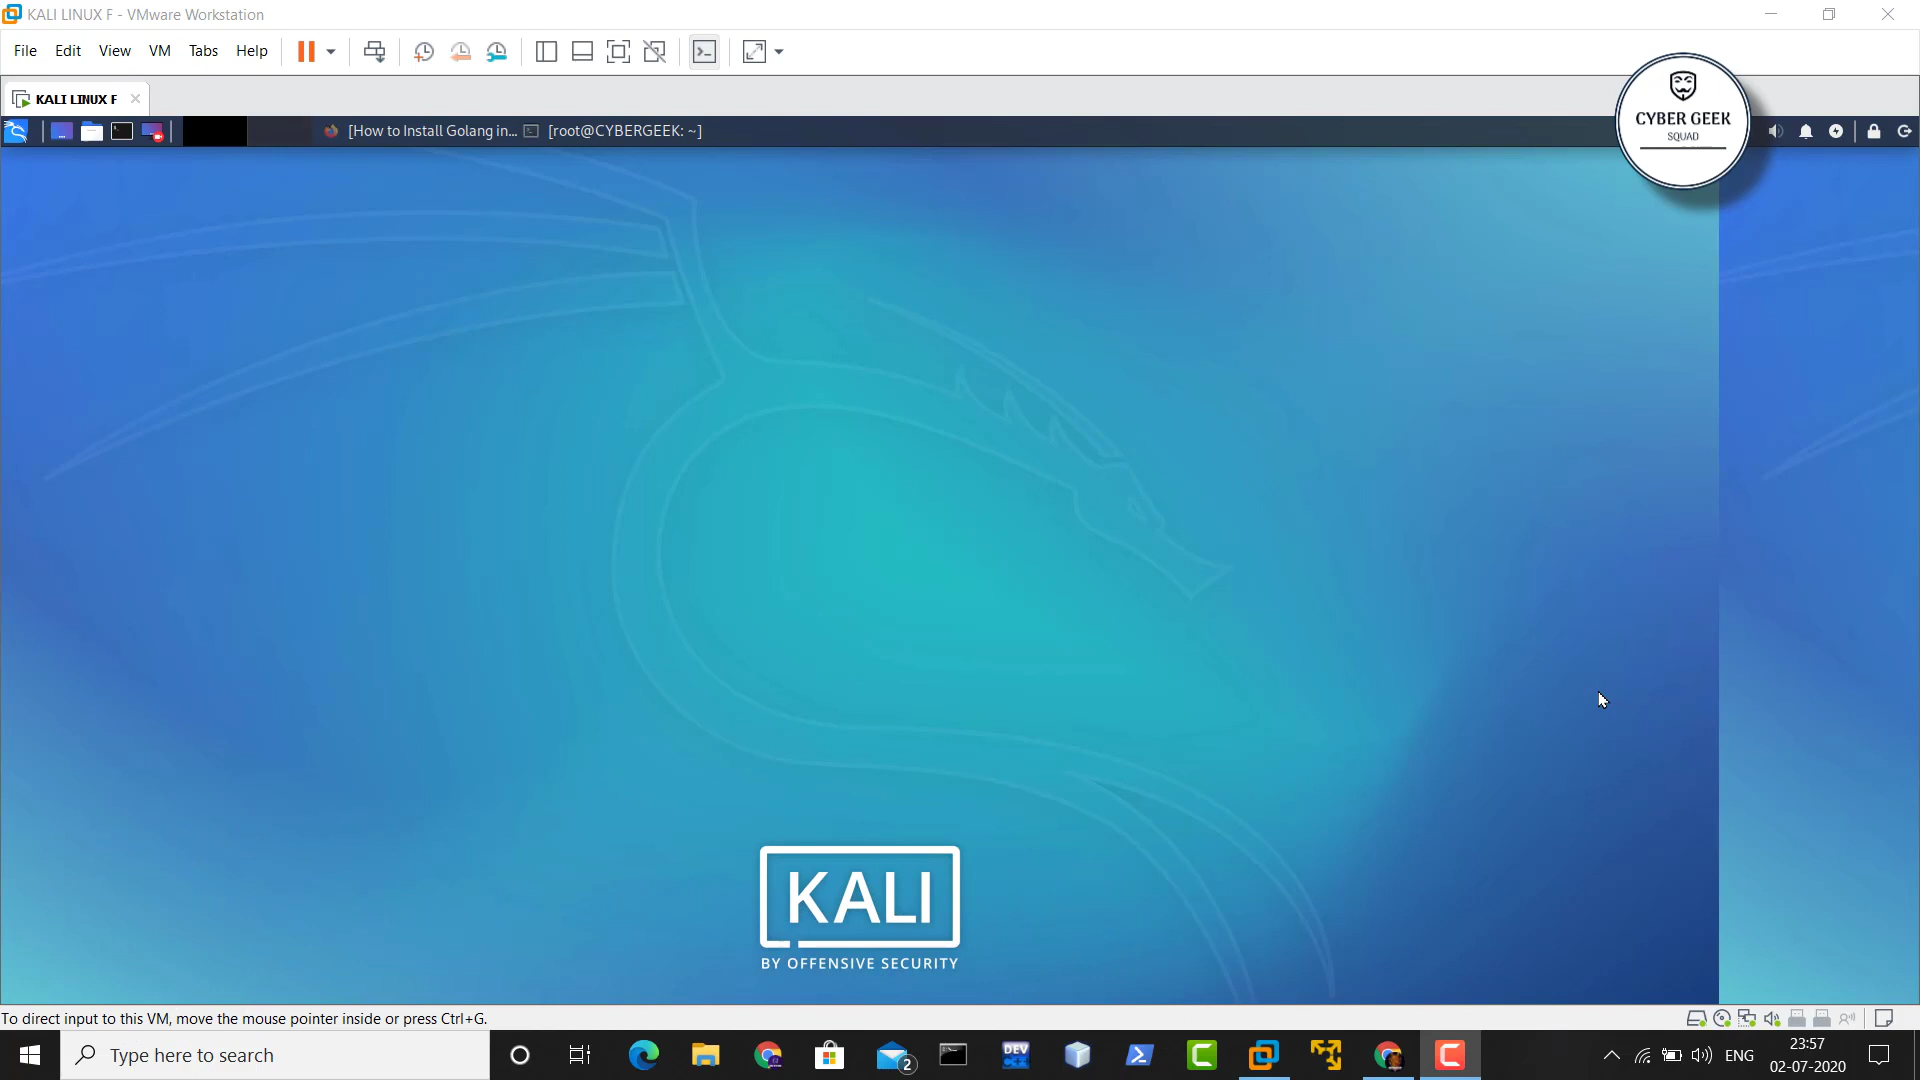 KALI LINUX F - VMware Workstation
File Edit View VM Tabs Help
KALI LINUX F
[How to Install Golang in... [root@CYBERGEEK: ~]
CYBER GEEK
SQUAD
KALI
BY OFFENSIVE SECURITY
To direct input to this VM, move the mouse pointer inside or press Ctrl+G.
Type here to search
DEV
2
ENG
23:57
02-07-2020